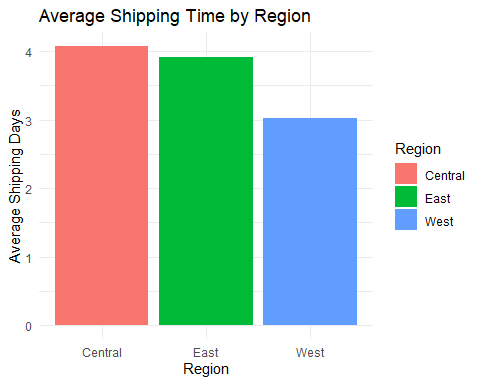 Average Shipping Time by Region
Average Shipping Days
4
3
2
1
0
Central East West
Region
Region
Central
East
West